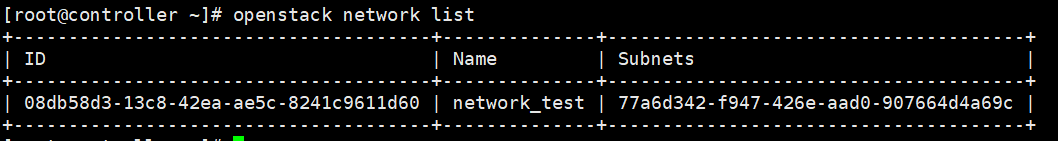 [root@controller ~]# openstack network list
+--------------------------------------+--------------+--------------------------------------+
| ID                                   | Name         | Subnets                              |
+--------------------------------------+--------------+--------------------------------------+
| 08db58d3-13c8-42ea-ae5c-8241c9611d60 | network_test | 77a6d342-f947-426e-aad0-907664d4a69c |
+--------------------------------------+--------------+--------------------------------------+